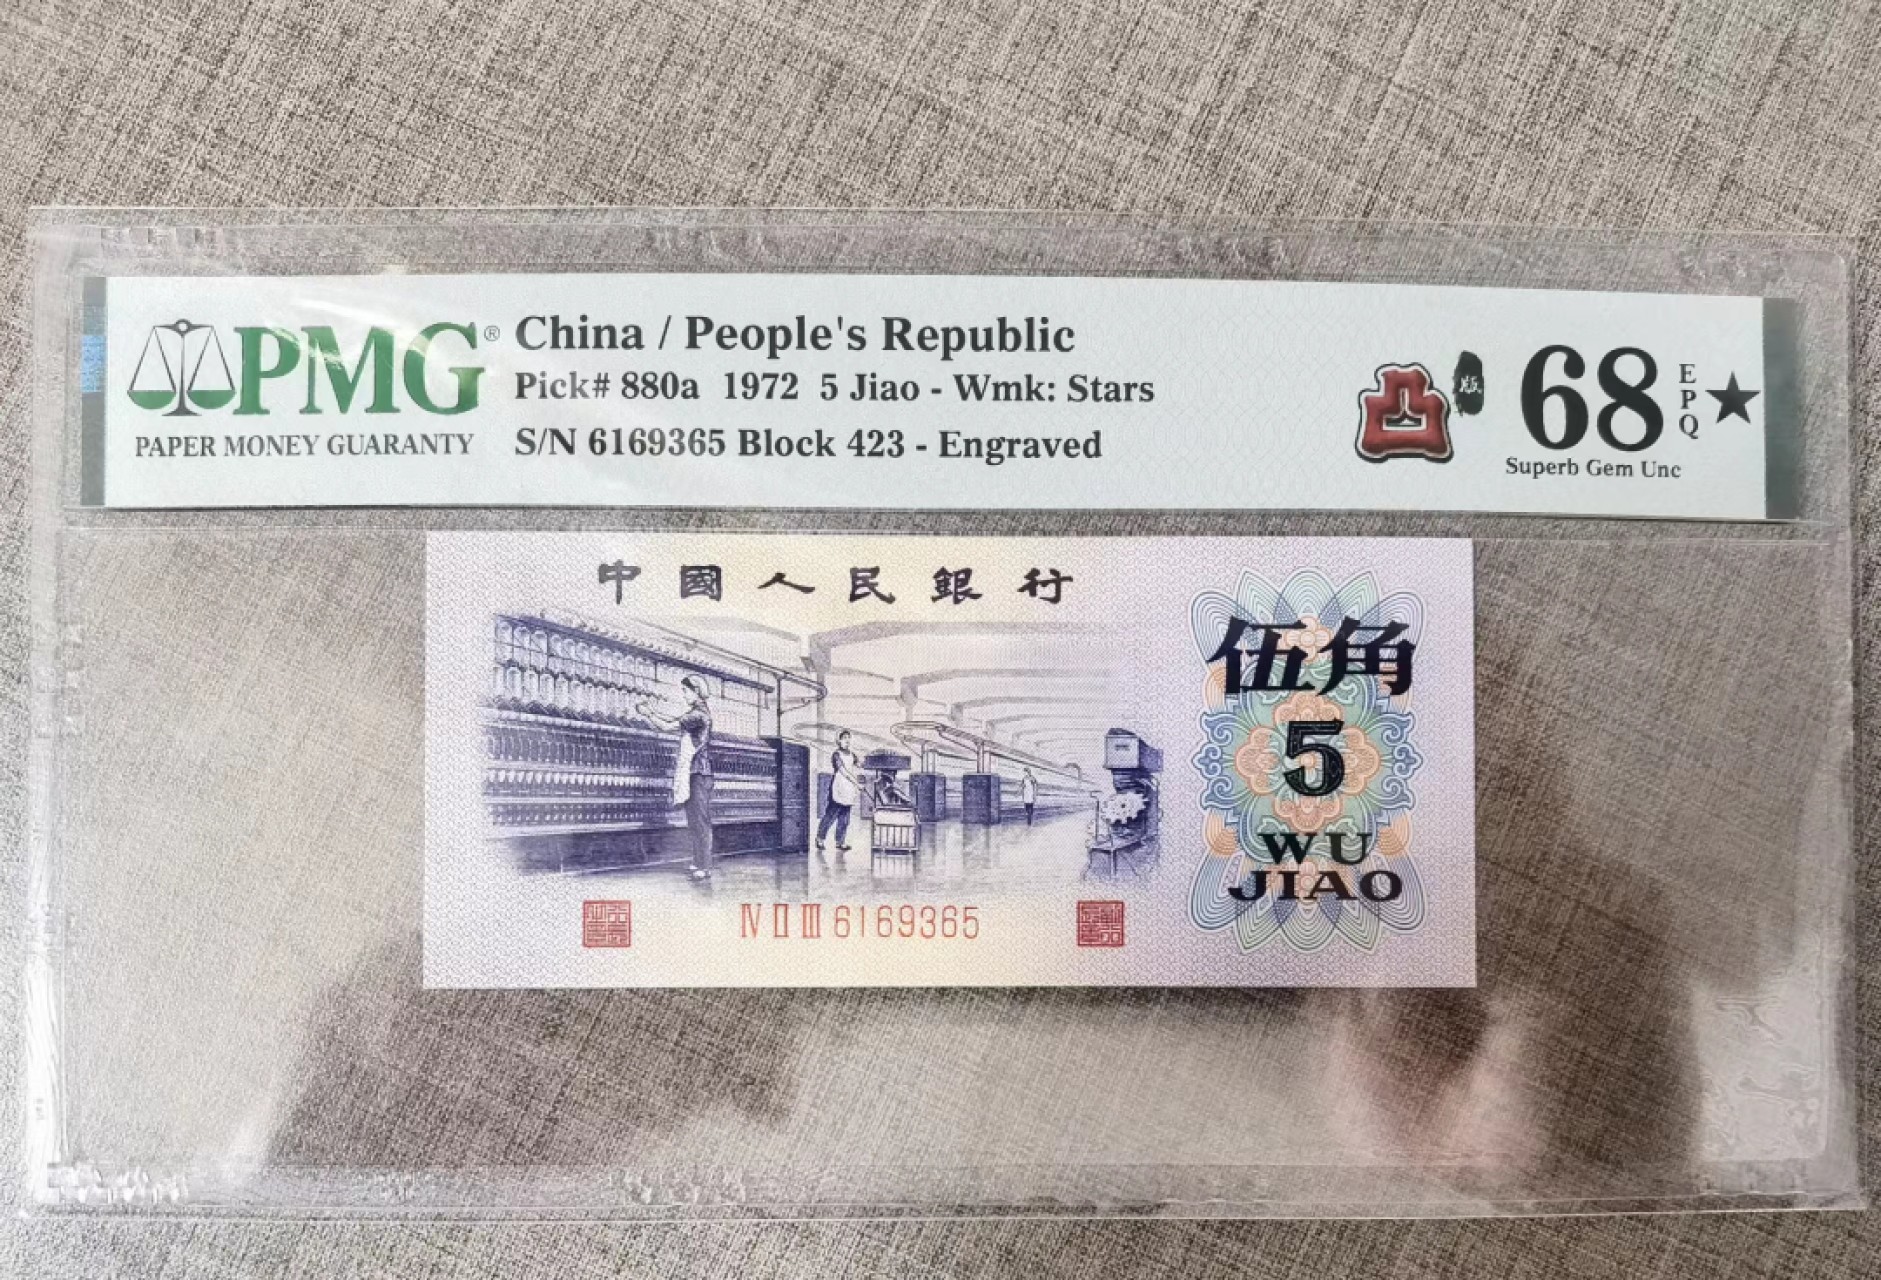 PMG®
PAPER MONEY GUARANTY
China / People's Republic
Pick# 880a 1972 5 Jiao - Wmk: Stars
S/N 6169365 Block 423 - Engraved
凸版
68 EPQ ★
Superb Gem Unc
中國人民銀行
伍角
5
WU
JIAO
Ⅳ Ⅱ Ⅲ 6169365